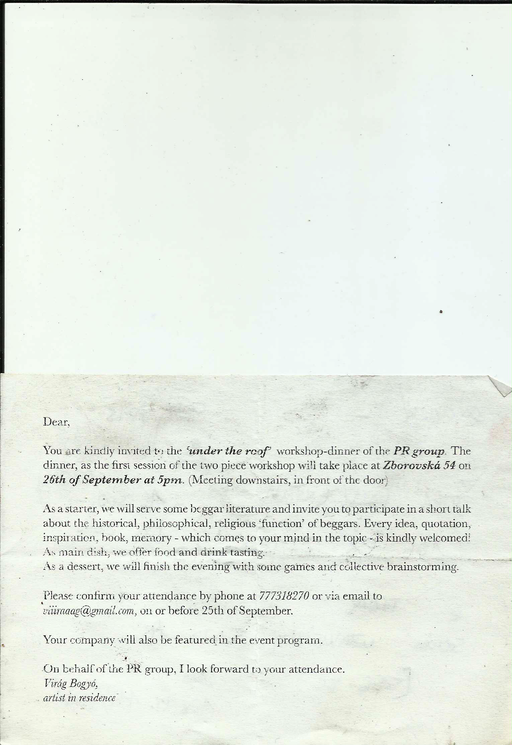 Dear,
You are kindly invited to the 'under the roof' workshop-dinner of the PR group. The
dinner, as the first session of the two piece workshop will take place at Zborovská 54 on
26th of September at 5pm. (Meeting downstairs, in front of the door)
As a starter, we will serve some beggar literature and invite you to participate in a short talk
about the historical, philosophical, religious 'function' of beggars. Every idea, quotation,
inspiration, book, memory - which comes to your mind in the topic - is kindly welcomed!
As main dish, we offer food and drink tasting.
As a dessert, we will finish the evening with some games and collective brainstorming.
Please confirm your attendance by phone at 777318270 or via email to
viiiraag@gmail.com, on or before 25th of September.
Your company will also be featured in the event program.
On behalf of the PR group, I look forward to your attendance.
Virág Bogyó,
artist in residence